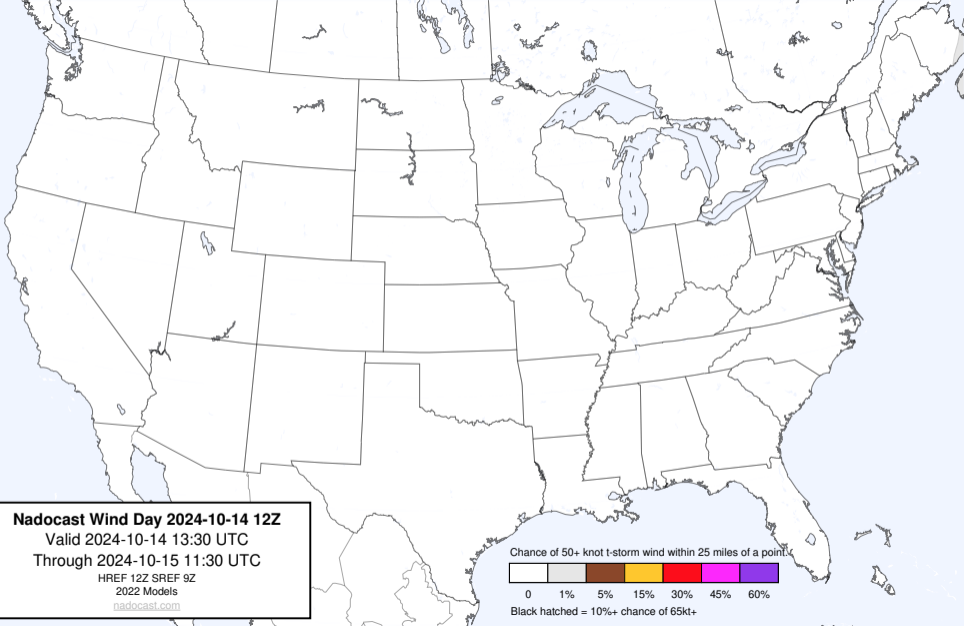 Nadocast Wind Day 2024-10-14 12Z
Valid 2024-10-14 13:30 UTC
Through 2024-10-15 11:30 UTC
HREF 12Z SREF 9Z
2022 Models
nadocast.com
Chance of 50+ knot t-storm wind within 25 miles of a point.
0 1% 5% 15% 30% 45% 60%
Black hatched = 10%+ chance of 65kt+